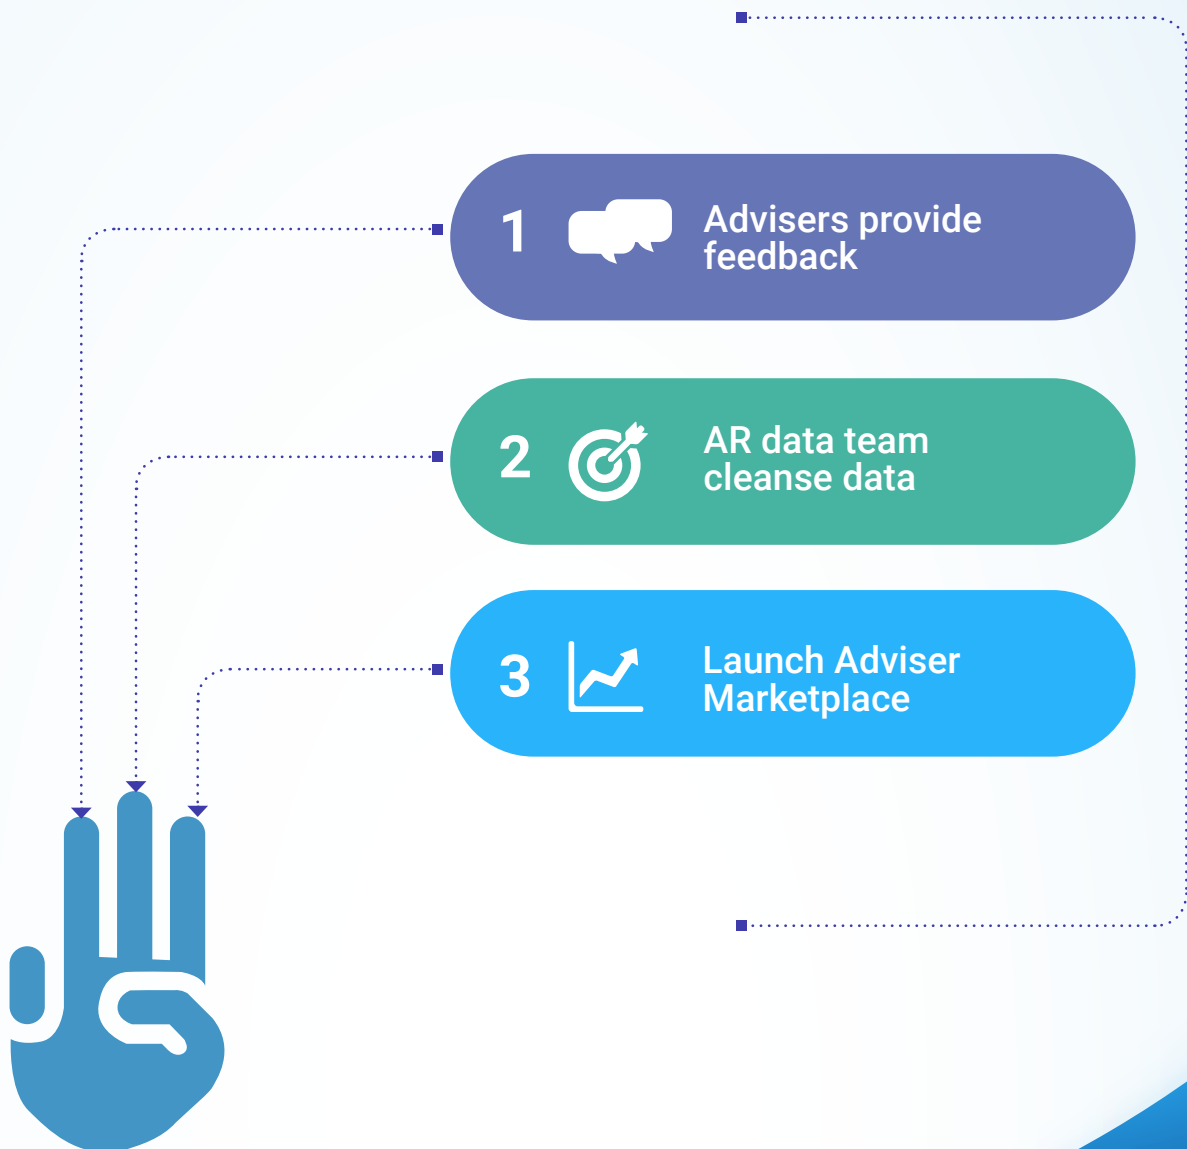 1
Advisers provide
feedback
2
AR data team
cleanse data
3
Launch Adviser
Marketplace